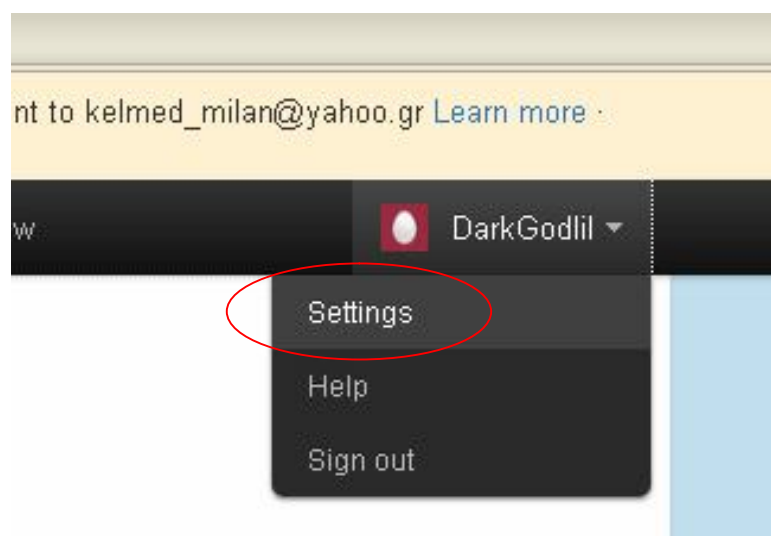 nt to kelmed_milan@yahoo.gr Learn more ·
w DarkGodlil
Settings
Help
Sign out